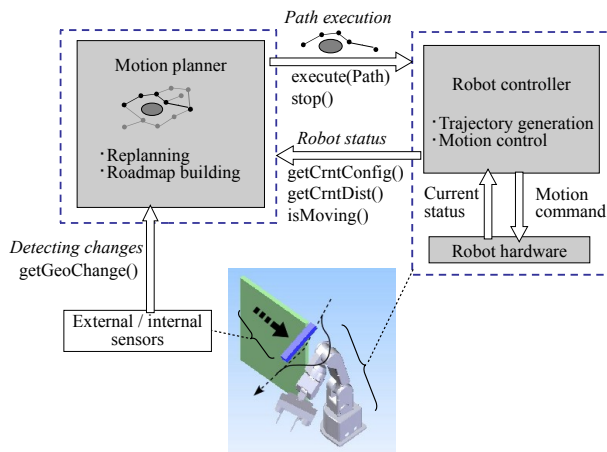 Path execution
Motion planner
execute(Path)
stop()
Robot controller
・Trajectory generation
・Motion control
Robot status
・Replanning
・Roadmap building
getCrntConfig()
getCrntDist()
isMoving()
Current
status
Motion
command
Detecting changes
getGeoChange()
Robot hardware
External / internal
sensors